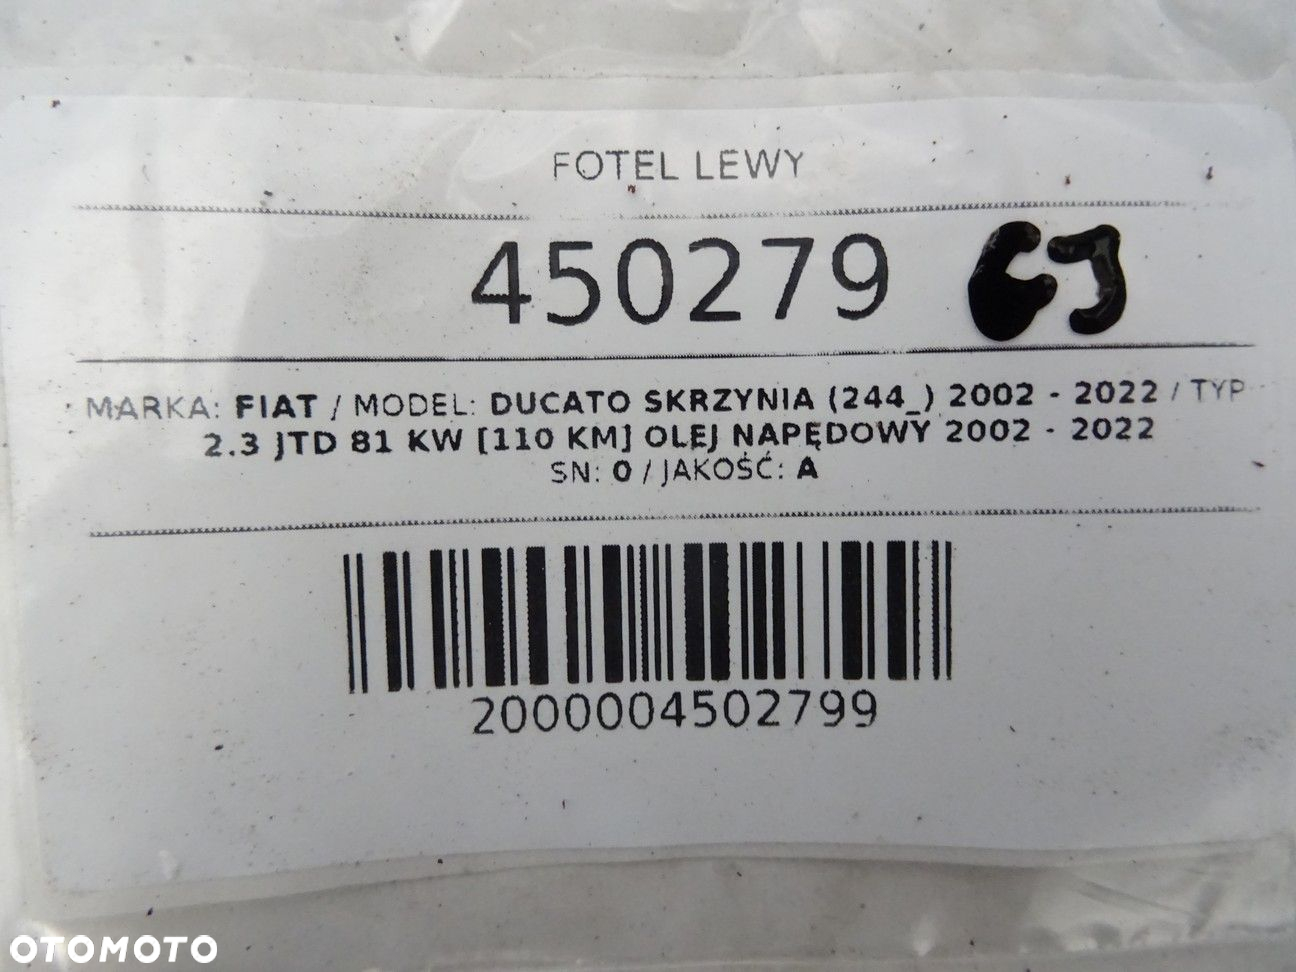 FOTEL LEWY
450279 GJ
MARKA: FIAT / MODEL: DUCATO SKRZYNIA (244_) 2002 - 2022 / TYP
2.3 JTD 81 KW [110 KM] OLEJ NAPĘDOWY 2002 - 2022
SN: 0 / JAKOŚĆ: A
2000004502799
OTOMOTO